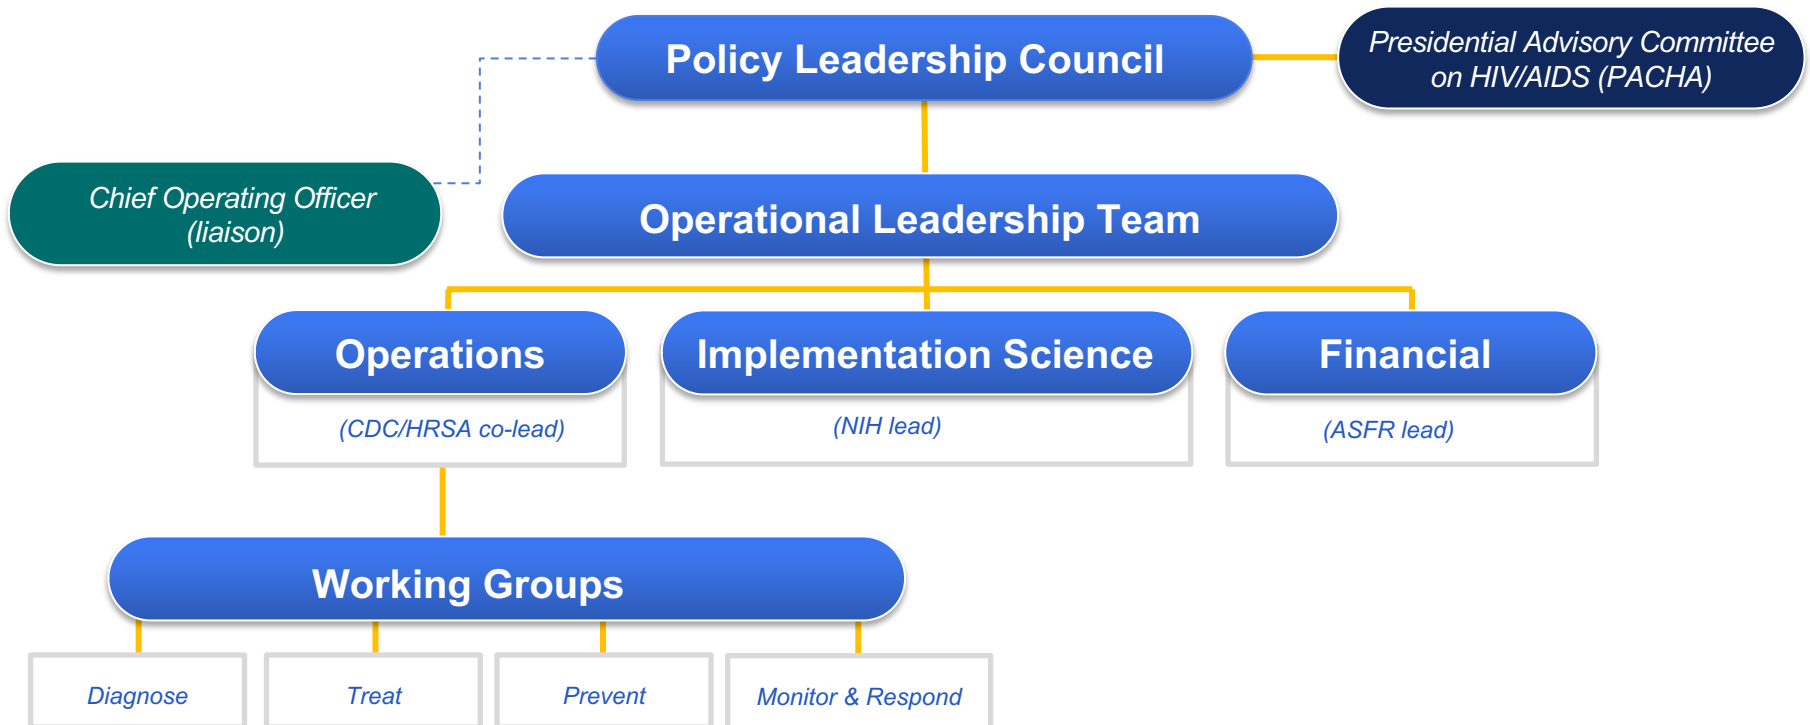 Policy Leadership Council
Presidential Advisory Committee
on HIV/AIDS (PACHA)
Chief Operating Officer
(liaison)
Operational Leadership Team
Operations
Implementation Science
Financial
(CDC/HRSA co-lead)
(NIH lead)
(ASFR lead)
Working Groups
Diagnose
Treat
Prevent
Monitor & Respond